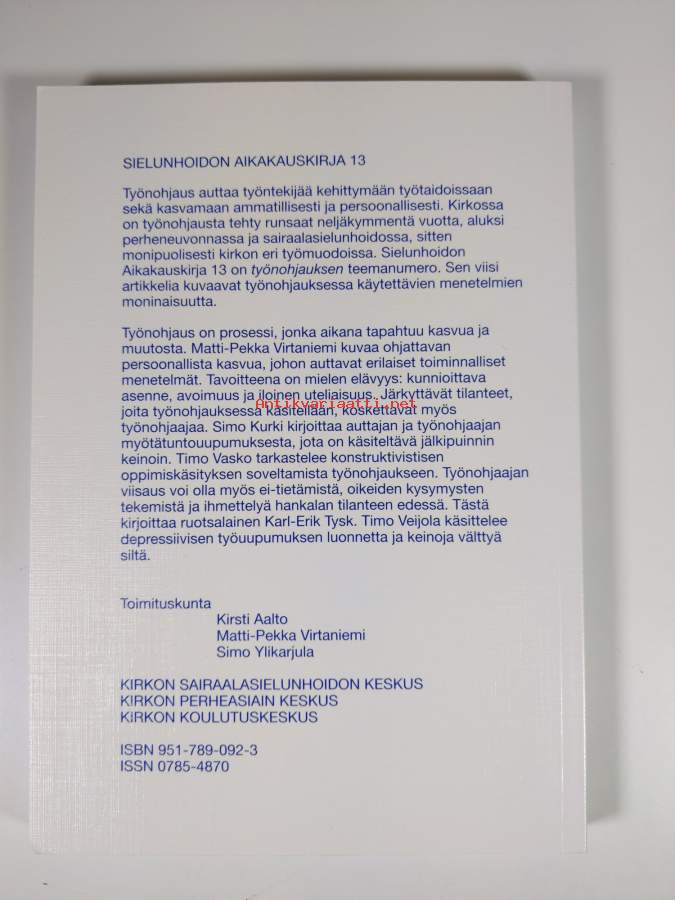 SIELUNHOIDON AIKAKAUSKIRJA 13
Työnohjaus auttaa työntekijää kehittymään työtaidoissaan
sekä kasvamaan ammatillisesti ja persoonallisesti. Kirkossa
on työnohjausta tehty runsaat neljäkymmentä vuotta, aluksi
perheneuvonnassa ja sairaalasielunhoidossa, sitten
monipuolisesti kirkon eri työmuodoissa. Sielunhoidon
Aikakauskirja 13 on työnohjauksen teemanumero. Sen viisi
artikkelia kuvaavat työnohjauksessa käytettävien menetelmien
moninaisuutta.
Työnohjaus on prosessi, jonka aikana tapahtuu kasvua ja
muutosta. Matti-Pekka Virtaniemi kuvaa ohjattavan
persoonallista kasvua, johon auttavat erilaiset toiminnalliset
menetelmät. Tavoitteena on mielen elävyys: kunnioittava
asenne, avoimuus ja iloinen uteliaisuus. Järkyttävät tilanteet,
Antikvariaatti.net
joita työnohjauksessa käsitellään, koskettavat myös
työnohjaajaa. Simo Kurki kirjoittaa auttajan ja työnohjaajan
myötätuntouupumuksesta, jota on käsiteltävä jälkipuinnin
keinoin. Timo Vasko tarkastelee konstruktivistisen
oppimiskäsityksen soveltamista työnohjaukseen. Työnohjaajan
viisaus voi olla myös ei-tietämistä, oikeiden kysymysten
tekemistä ja ihmettelyä hankalan tilanteen edessä. Tästä
kirjoittaa ruotsalainen Karl-Erik Tysk. Timo Veijola käsittelee
depressiivisen työuupumuksen luonnetta ja keinoja välttyä
siltä.
Toimituskunta
Kirsti Aalto
Matti-Pekka Virtaniemi
Simo Ylikarjula
KIRKON SAIRAALASIELUNHOIDON KESKUS
KIRKON PERHEASIAIN KESKUS
KIRKON KOULUTUSKESKUS
ISBN 951-789-092-3
ISSN 0785-4870